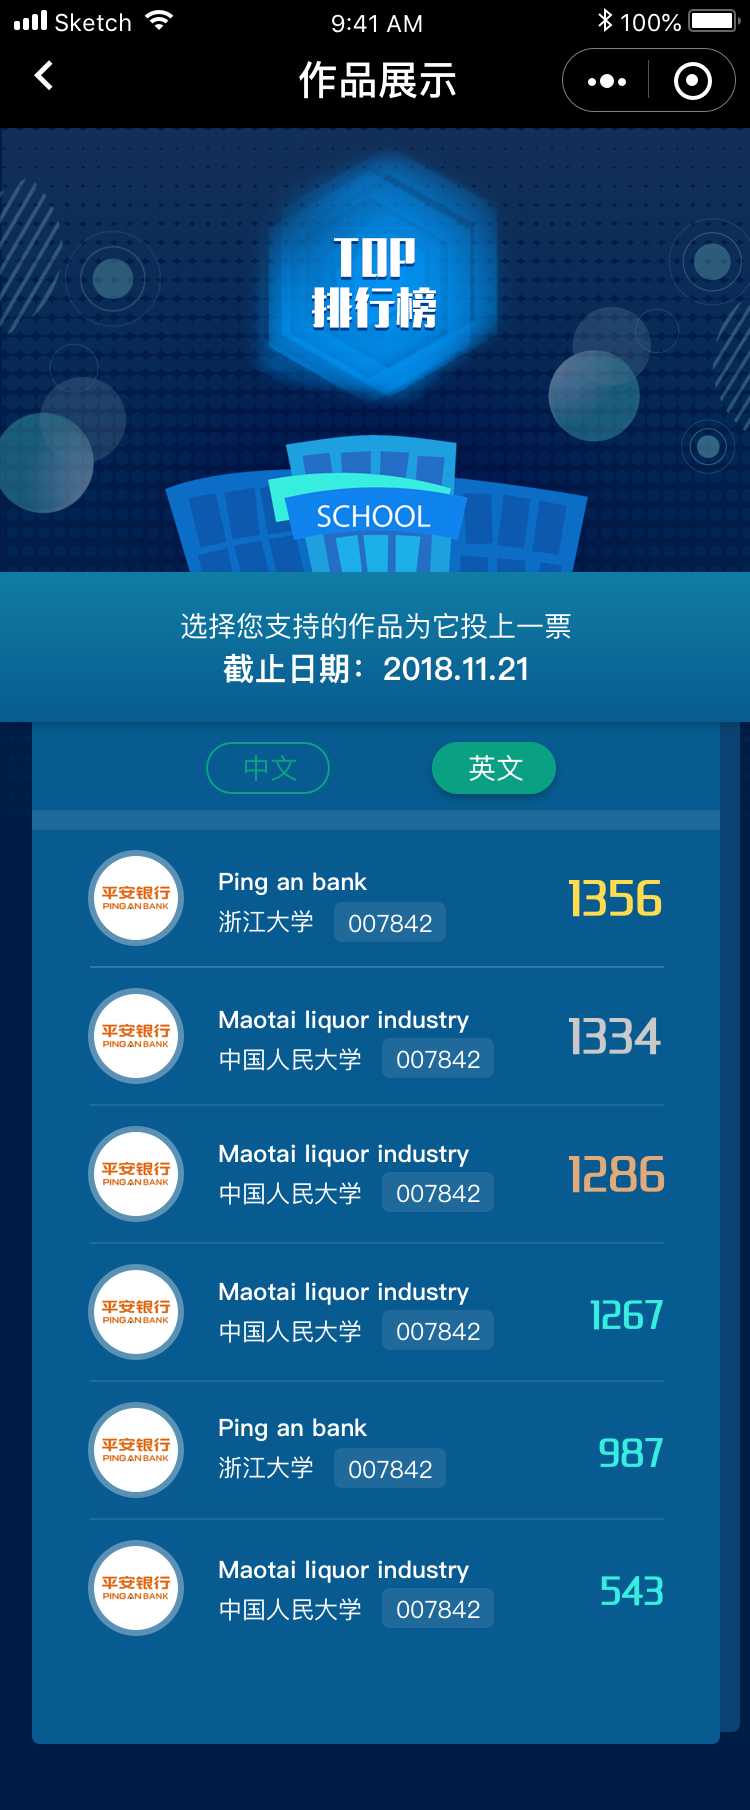 Sketch 9:41 AM 100%
作品展示
TOP
排行榜
SCHOOL
选择您支持的作品为它投上一票
截止日期：2018.11.21
中文 英文
平安银行
PING AN BANK
Ping an bank
浙江大学 007842
1356
平安银行
PING AN BANK
Maotai liquor industry
中国人民大学 007842
1334
平安银行
PING AN BANK
Maotai liquor industry
中国人民大学 007842
1286
平安银行
PING AN BANK
Maotai liquor industry
中国人民大学 007842
1267
平安银行
PING AN BANK
Ping an bank
浙江大学 007842
987
平安银行
PING AN BANK
Maotai liquor industry
中国人民大学 007842
543